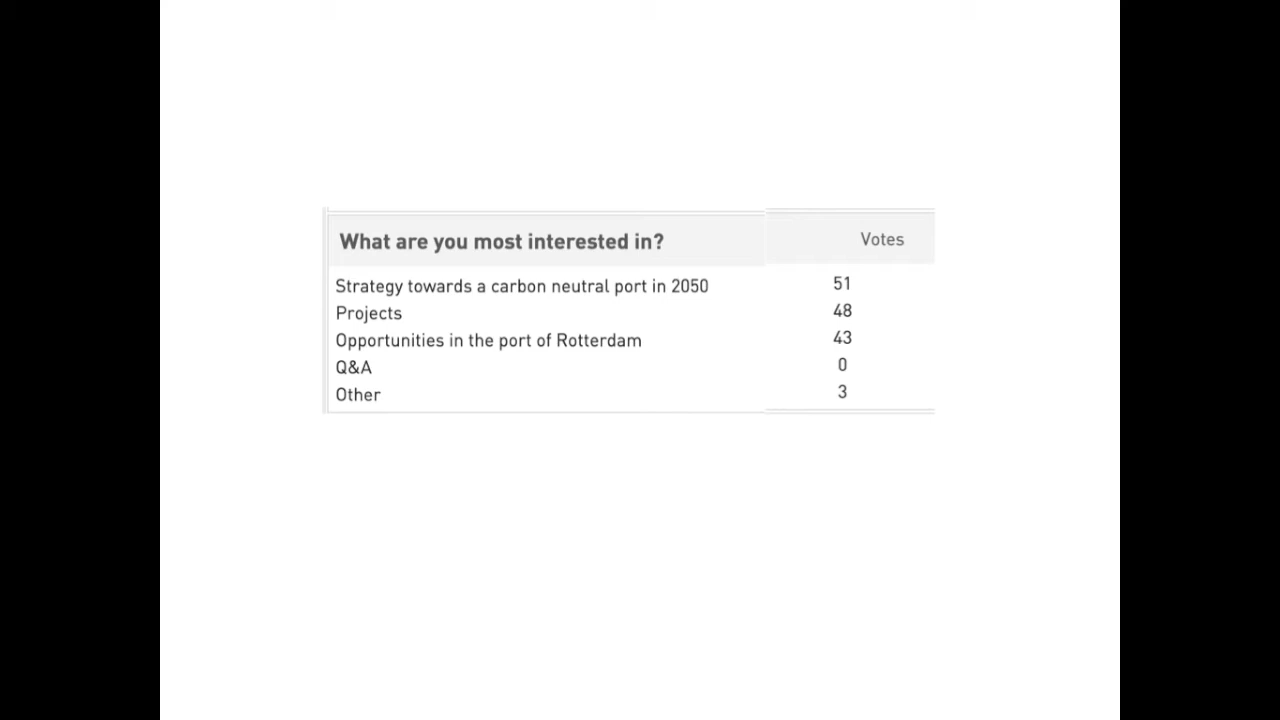 What are you most interested in? Votes
Strategy towards a carbon neutral port in 2050 51
Projects 48
Opportunities in the port of Rotterdam 43
Q&A 0
Other 3